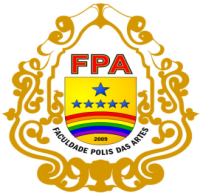 FPA
2009
FACULDADE POLIS DAS ARTES